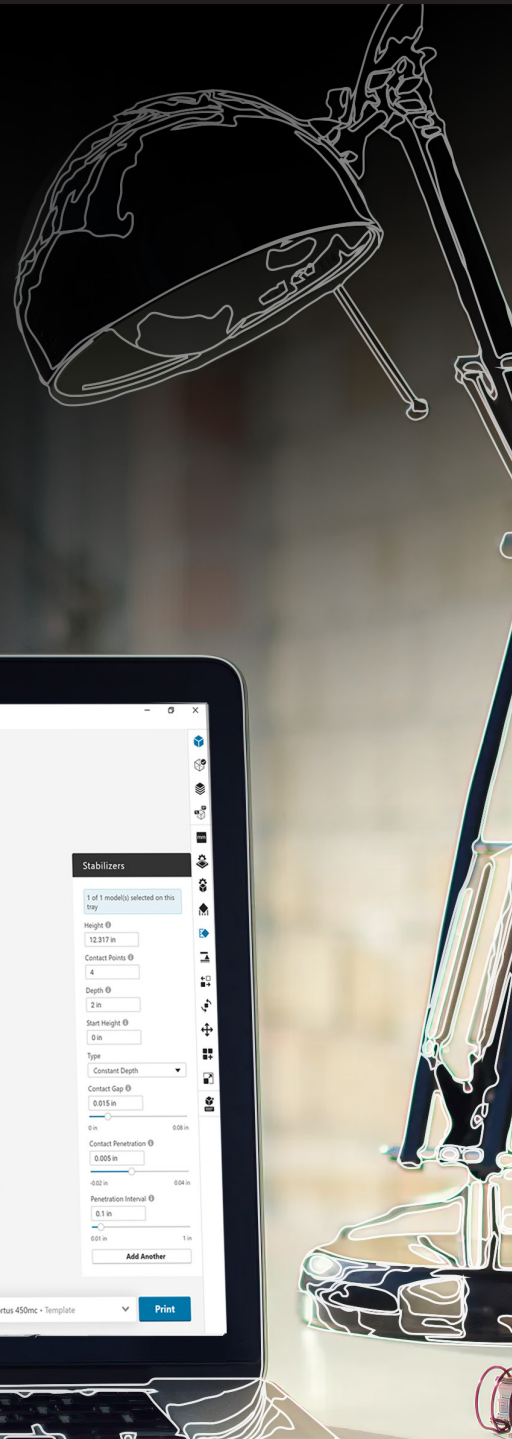 Stabilizers
1 of 1 model(s) selected on this
tray
Height
12.317 in
Contact Points
4
Depth
2 in
Start Height
0 in
Type
Constant Depth
Contact Gap
0.015 in
0 in 0.08 in
Contact Penetration
0.005 in
-0.02 in 0.04 in
Penetration Interval
0.1 in
0.01 in 1 in
Add Another
rtus 450mc • Template Print